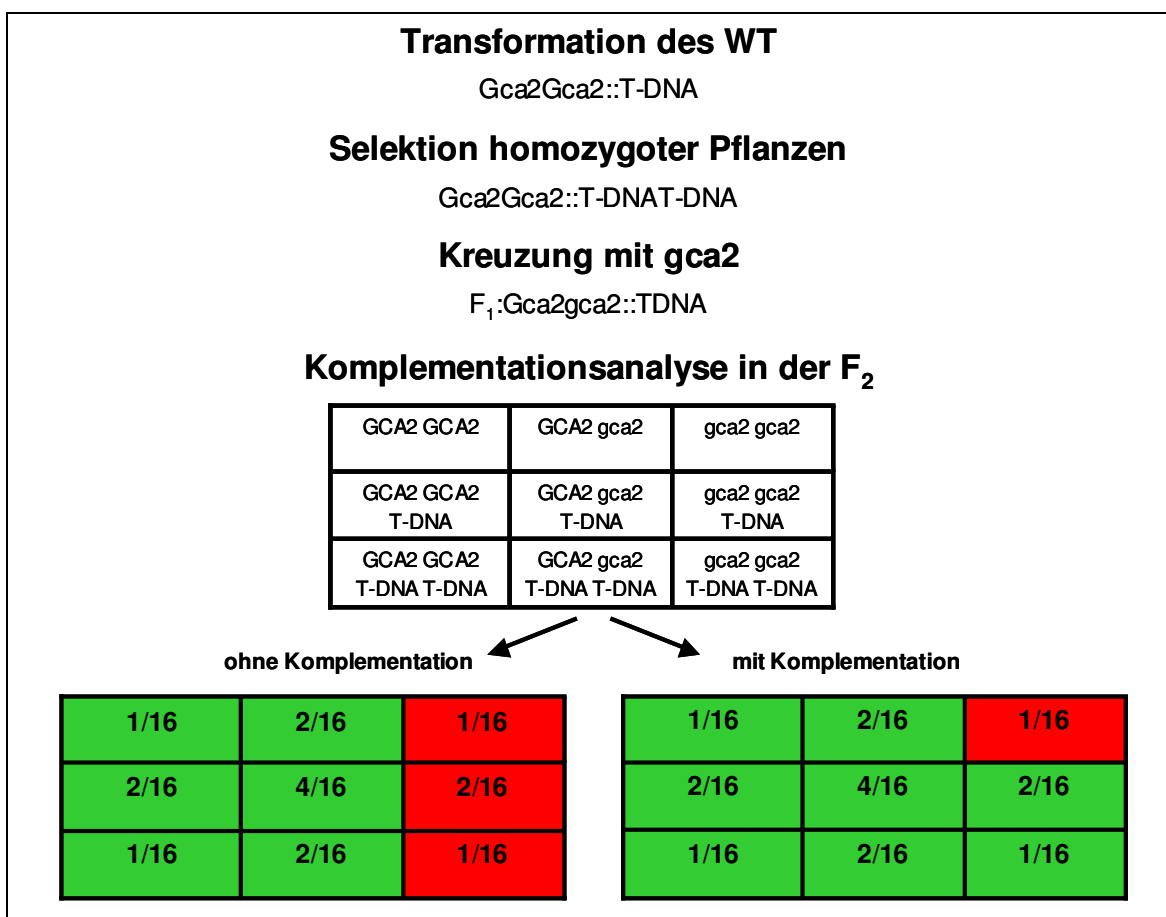 Transformation des WT
Gca2Gca2::T-DNA
Selektion homozygoter Pflanzen
Gca2Gca2::T-DNAT-DNA
Kreuzung mit gca2
F₁:Gca2gca2::TDNA
Komplementationsanalyse in der F₂
GCA2 GCA2 GCA2 gca2 gca2 gca2
GCA2 GCA2 GCA2 gca2 gca2 gca2
T-DNA T-DNA T-DNA
GCA2 GCA2 GCA2 gca2 gca2 gca2
T-DNA T-DNA T-DNA T-DNA T-DNA T-DNA
ohne Komplementation mit Komplementation
1/16 2/16 1/16 1/16 2/16 1/16
2/16 4/16 2/16 2/16 4/16 2/16
1/16 2/16 1/16 1/16 2/16 1/16